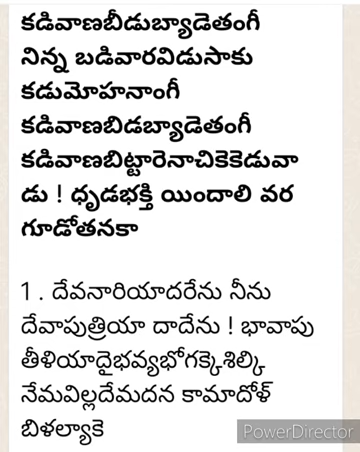 కడివాణబీడుబ్యాడెతంగీ
నిన్న బడివారవిడుసాకు
కడుమోహనాంగీ
కడివాణబిడబ్యాడెతంగీ
కడివాణబిట్టారెనాచికెకెడువా
డు ! ధృడభక్తి యిందాలి వర
గూడోతనకా
1 . దేవనారియాదరేను నీను
దేవాపుత్రియా దాదేను ! భావాపు
తీళియాదైభవ్యభోగక్కెశిల్కి
నేమవిల్లదేమదన కామాదోళ్
బిళల్యాకె
PowerDirector